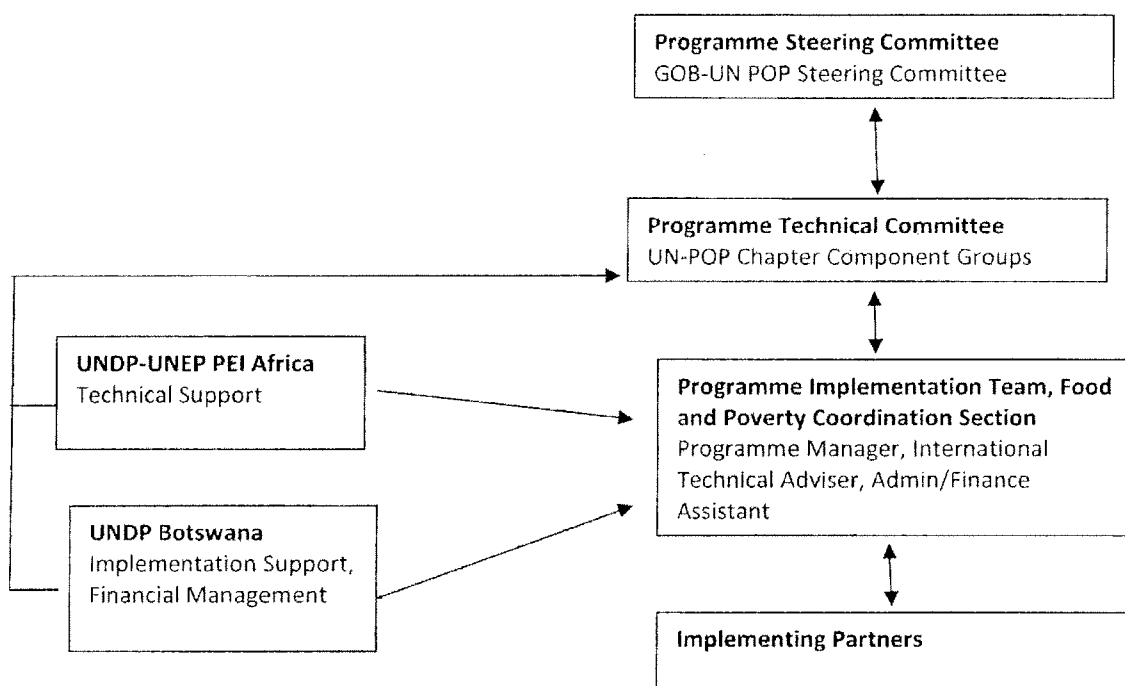 Programme Steering Committee
GOB-UN POP Steering Committee
Programme Technical Committee
UN-POP Chapter Component Groups
UNDP-UNEP PEI Africa
Technical Support
Programme Implementation Team, Food
and Poverty Coordination Section
Programme Manager, International
Technical Adviser, Admin/Finance
Assistant
UNDP Botswana
Implementation Support,
Financial Management
Implementing Partners